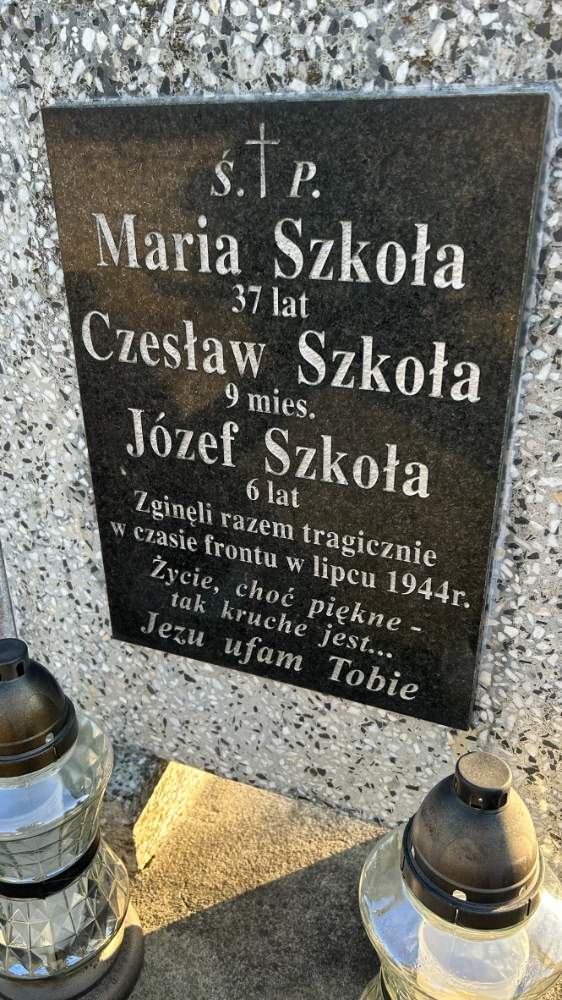 Ś. P.
Maria Szkoła
37 lat
Czesław Szkoła
9 mies.
Józef Szkoła
6 lat
Zginęli razem tragicznie
w czasie frontu w lipcu 1944r.
Życie, choć piękne -
tak kruche jest...
Jezu ufam Tobie